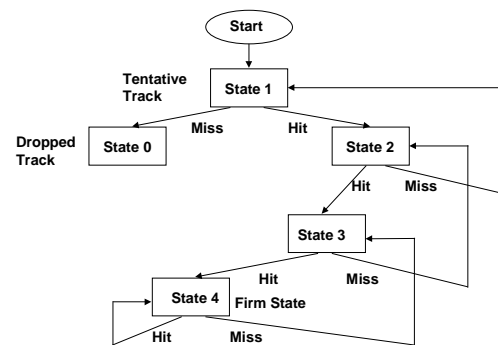 Start
Tentative
Track
State 1
Miss
Hit
Dropped
Track
State 0
State 2
Hit
Miss
State 3
Hit
Miss
State 4
Firm State
Hit
Miss